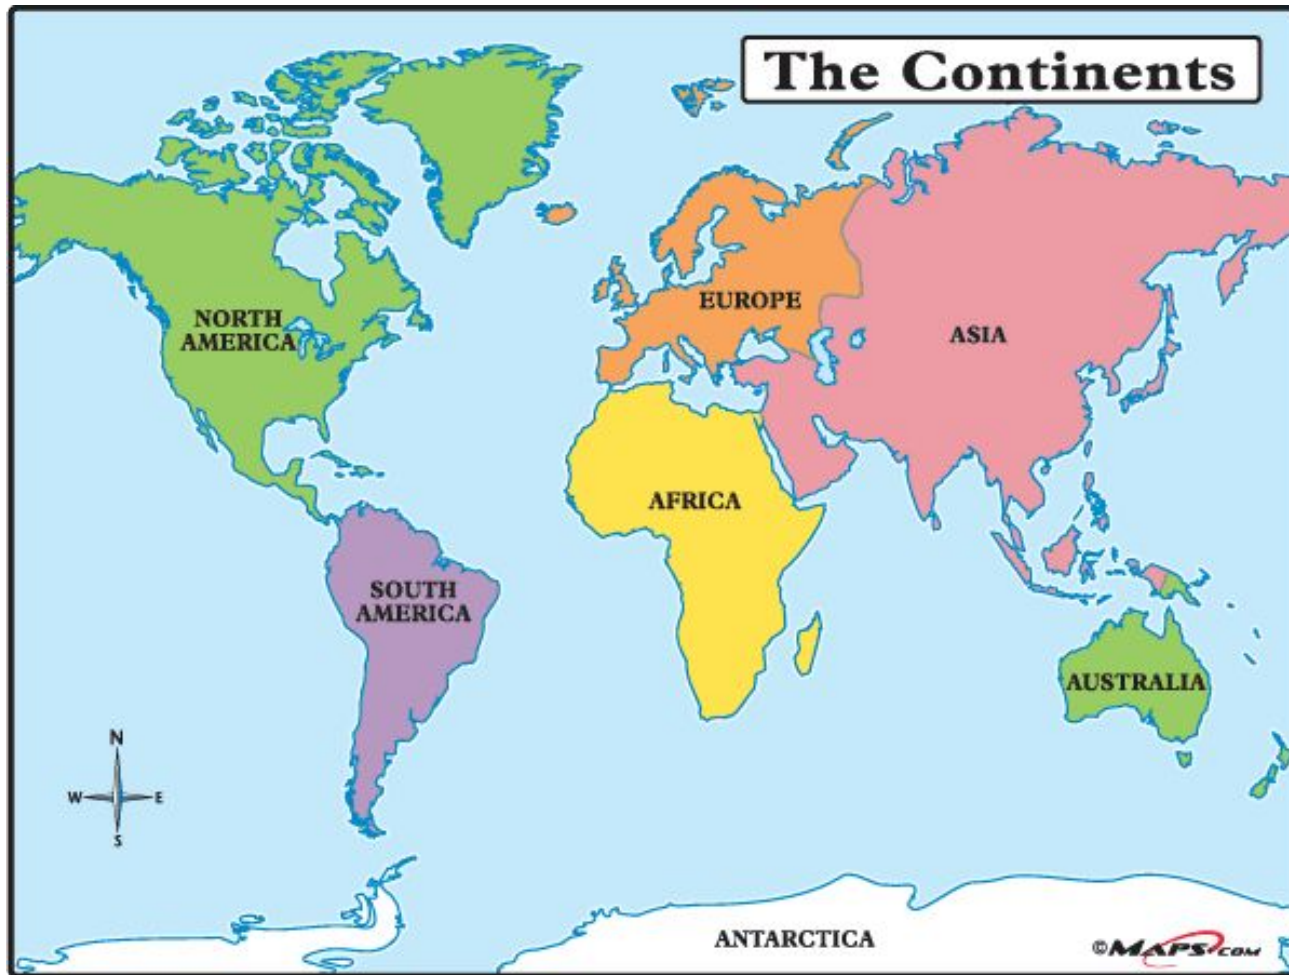 The Continents
NORTH
AMERICA
EUROPE
ASIA
AFRICA
SOUTH
AMERICA
AUSTRALIA
N
W E
S
ANTARCTICA
©MAPS.COM